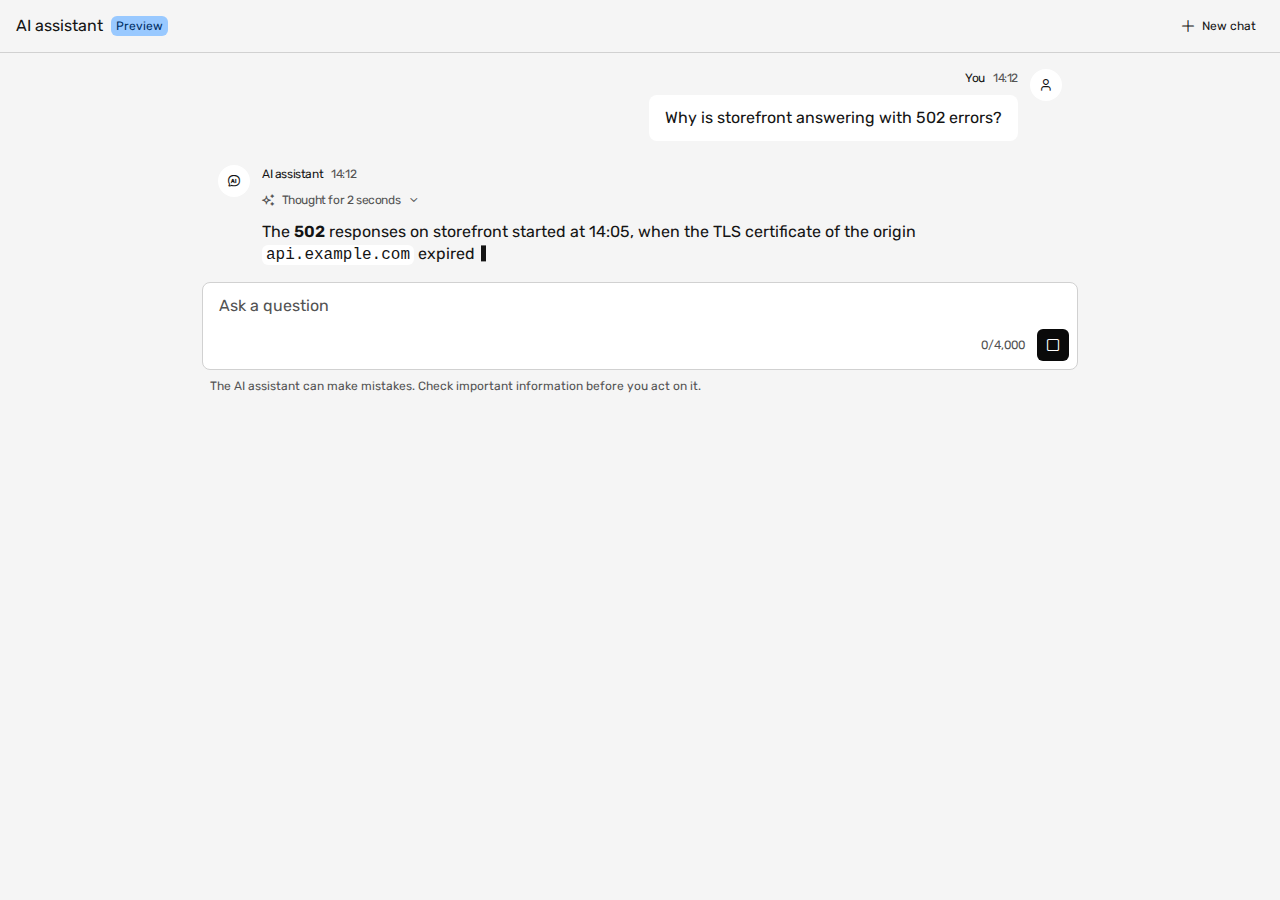 AI assistant Preview
New chat
You 14:12
Why is storefront answering with 502 errors?
AI assistant 14:12
Thought for 2 seconds
The 502 responses on storefront started at 14:05, when the TLS certificate of the origin
api.example.com expired
Ask a question
0/4,000
The AI assistant can make mistakes. Check important information before you act on it.